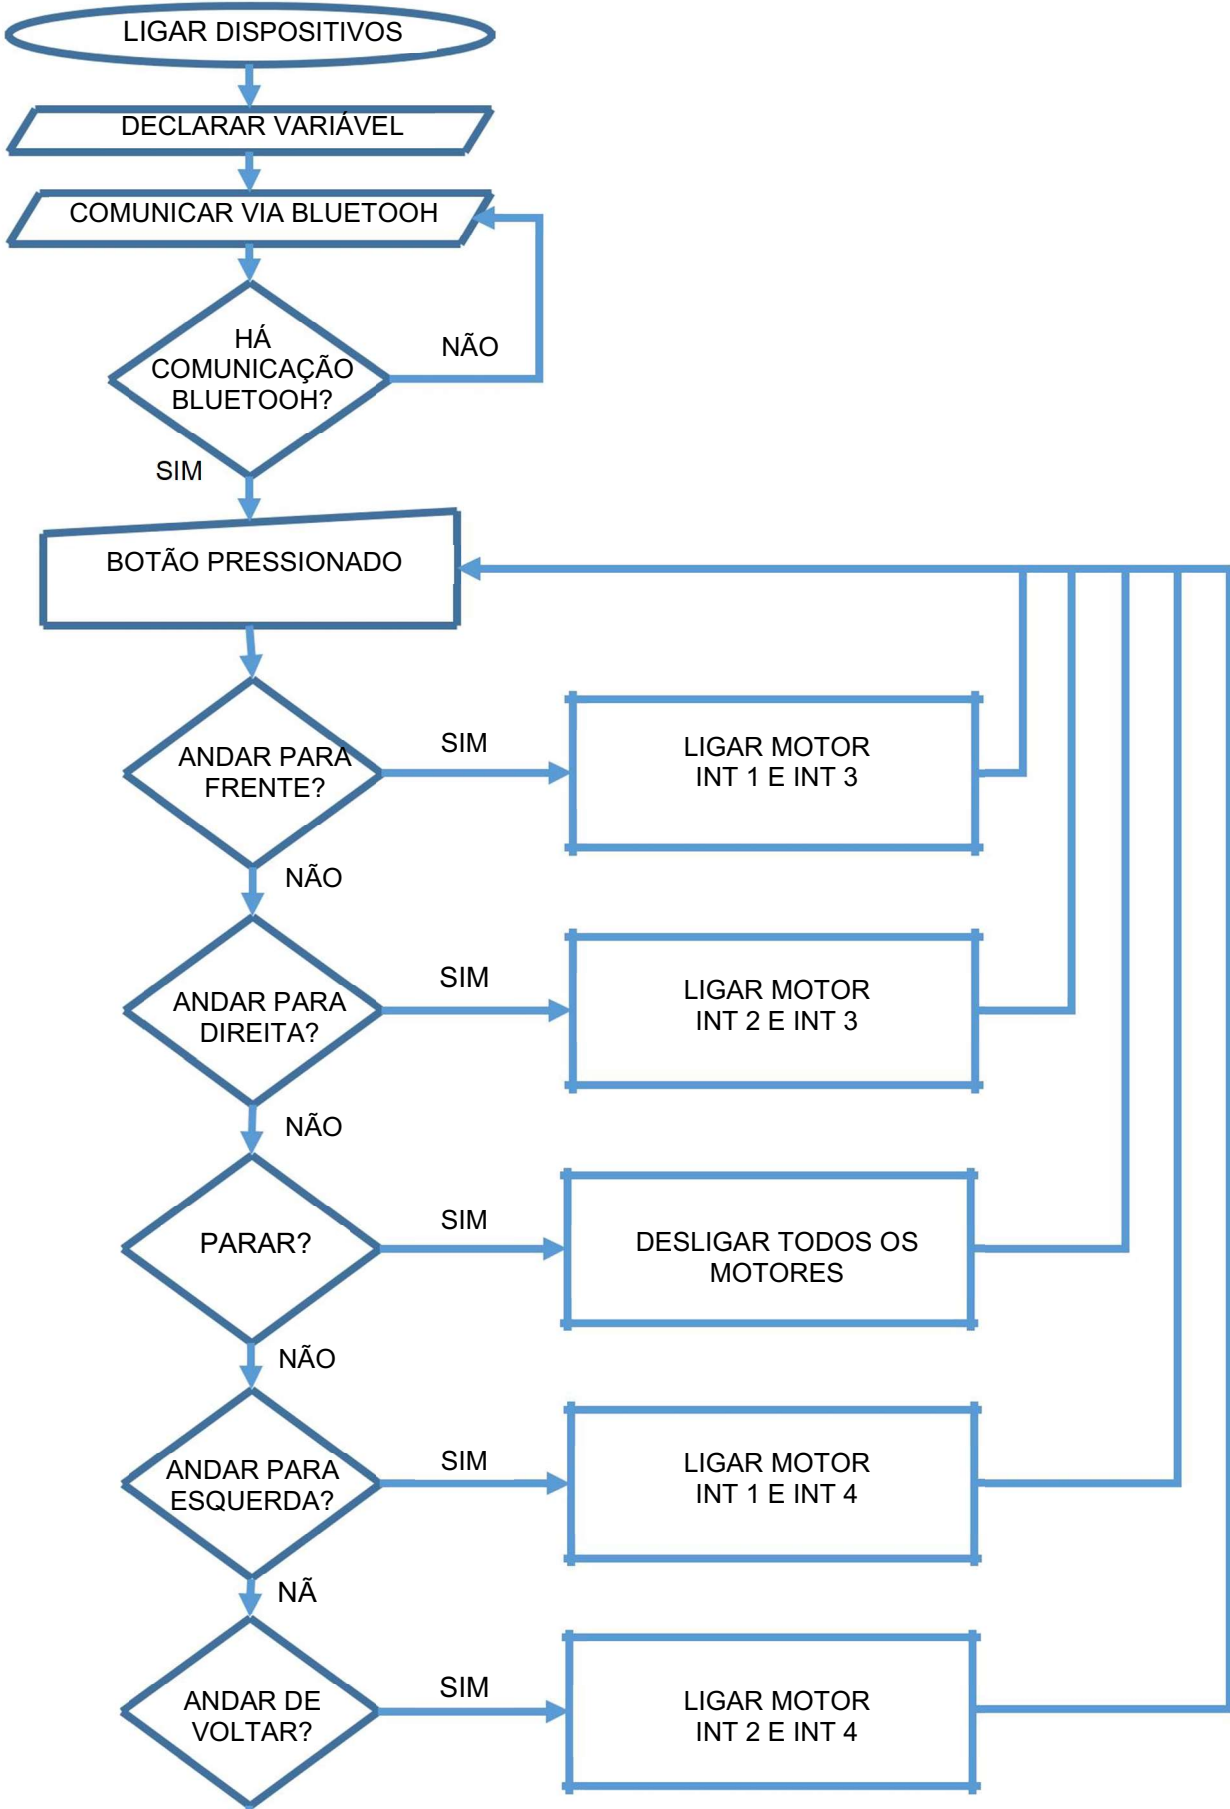 LIGAR DISPOSITIVOS
DECLARAR VARIÁVEL
COMUNICAR VIA BLUETOOH
HÁ
COMUNICAÇÃO
BLUETOOH?
NÃO
SIM
BOTÃO PRESSIONADO
ANDAR PARA
FRENTE?
SIM
LIGAR MOTOR
INT 1 E INT 3
NÃO
ANDAR PARA
DIREITA?
SIM
LIGAR MOTOR
INT 2 E INT 3
NÃO
PARAR?
SIM
DESLIGAR TODOS OS
MOTORES
NÃO
ANDAR PARA
ESQUERDA?
SIM
LIGAR MOTOR
INT 1 E INT 4
NÃ
ANDAR DE
VOLTAR?
SIM
LIGAR MOTOR
INT 2 E INT 4